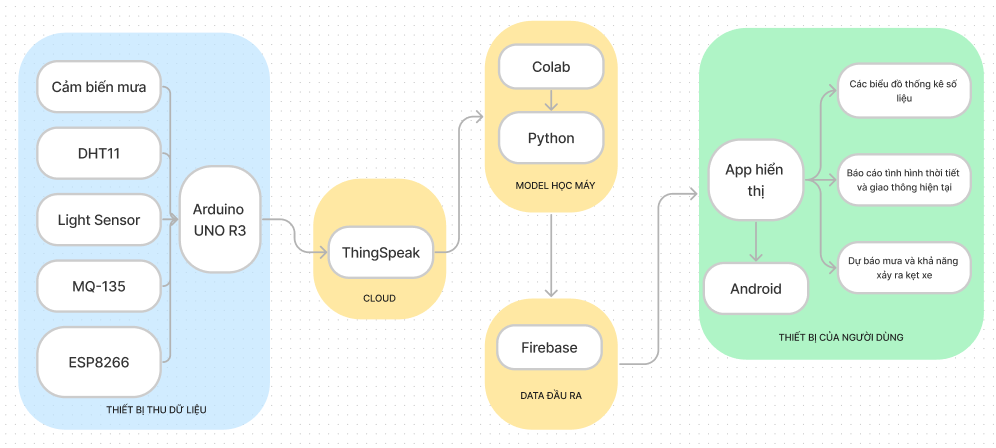 Cảm biến mưa
DHT11
Light Sensor
MQ-135
ESP8266
Arduino
UNO R3
THIẾT BỊ THU DỮ LIỆU
ThingSpeak
CLOUD
Colab
Python
MODEL HỌC MÁY
Firebase
DATA ĐẦU RA
App hiển
thị
Android
Các biểu đồ thống kê số
liệu
Báo cáo tình hình thời tiết
và giao thông hiện tại
Dự báo mưa và khả năng
xảy ra kẹt xe
THIẾT BỊ CỦA NGƯỜI DÙNG